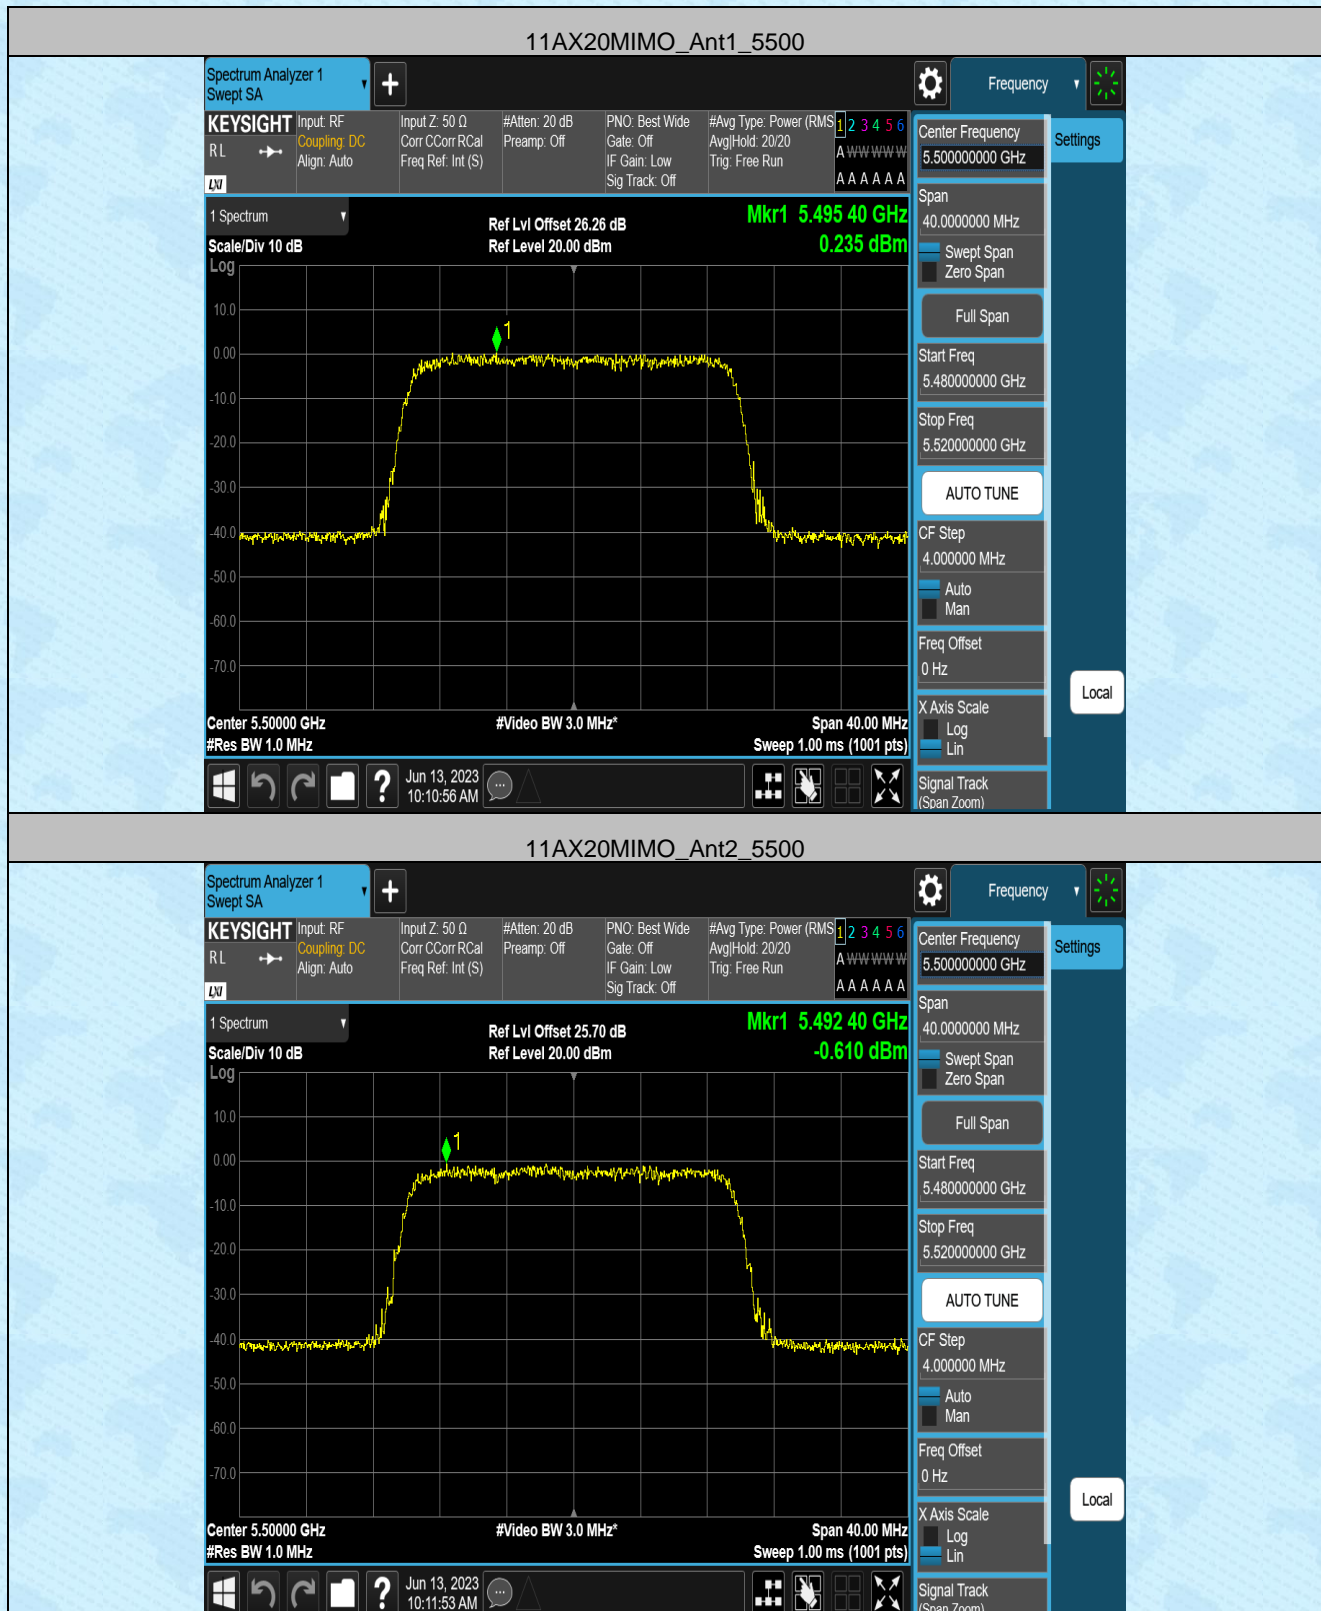 11AX20MIMO_Ant1_5500
Spectrum Analyzer 1
Swept SA
+
Frequency
KEYSIGHT
R L
LXI
Input: RF
Coupling: DC
Align: Auto
Input Z: 50 Ω
Corr CCorr RCal
Freq Ref: Int (S)
#Atten: 20 dB
Preamp: Off
PNO: Best Wide
Gate: Off
IF Gain: Low
Sig Track: Off
#Avg Type: Power (RMS
Avg|Hold: 20/20
Trig: Free Run
1 2 3 4 5 6
A W W W W W
A A A A A A
1 Spectrum
Scale/Div 10 dB
Log
Ref Lvl Offset 26.26 dB
Ref Level 20.00 dBm
Mkr1 5.495 40 GHz
0.235 dBm
1
10.0
0.00
-10.0
-20.0
-30.0
-40.0
-50.0
-60.0
-70.0
Center 5.50000 GHz
#Res BW 1.0 MHz
#Video BW 3.0 MHz*
Span 40.00 MHz
Sweep 1.00 ms (1001 pts)
Center Frequency
5.500000000 GHz
Settings
Span
40.0000000 MHz
Swept Span
Zero Span
Full Span
Start Freq
5.480000000 GHz
Stop Freq
5.520000000 GHz
AUTO TUNE
CF Step
4.000000 MHz
Auto
Man
Freq Offset
0 Hz
Local
X Axis Scale
Log
Lin
Signal Track
(Span Zoom)
?
Jun 13, 2023
10:10:56 AM
11AX20MIMO_Ant2_5500
Spectrum Analyzer 1
Swept SA
+
Frequency
KEYSIGHT
R L
LXI
Input: RF
Coupling: DC
Align: Auto
Input Z: 50 Ω
Corr CCorr RCal
Freq Ref: Int (S)
#Atten: 20 dB
Preamp: Off
PNO: Best Wide
Gate: Off
IF Gain: Low
Sig Track: Off
#Avg Type: Power (RMS
Avg|Hold: 20/20
Trig: Free Run
1 2 3 4 5 6
A W W W W W
A A A A A A
1 Spectrum
Scale/Div 10 dB
Log
Ref Lvl Offset 25.70 dB
Ref Level 20.00 dBm
Mkr1 5.492 40 GHz
-0.610 dBm
1
10.0
0.00
-10.0
-20.0
-30.0
-40.0
-50.0
-60.0
-70.0
Center 5.50000 GHz
#Res BW 1.0 MHz
#Video BW 3.0 MHz*
Span 40.00 MHz
Sweep 1.00 ms (1001 pts)
Center Frequency
5.500000000 GHz
Settings
Span
40.0000000 MHz
Swept Span
Zero Span
Full Span
Start Freq
5.480000000 GHz
Stop Freq
5.520000000 GHz
AUTO TUNE
CF Step
4.000000 MHz
Auto
Man
Freq Offset
0 Hz
Local
X Axis Scale
Log
Lin
Signal Track
(Span Zoom)
?
Jun 13, 2023
10:11:53 AM